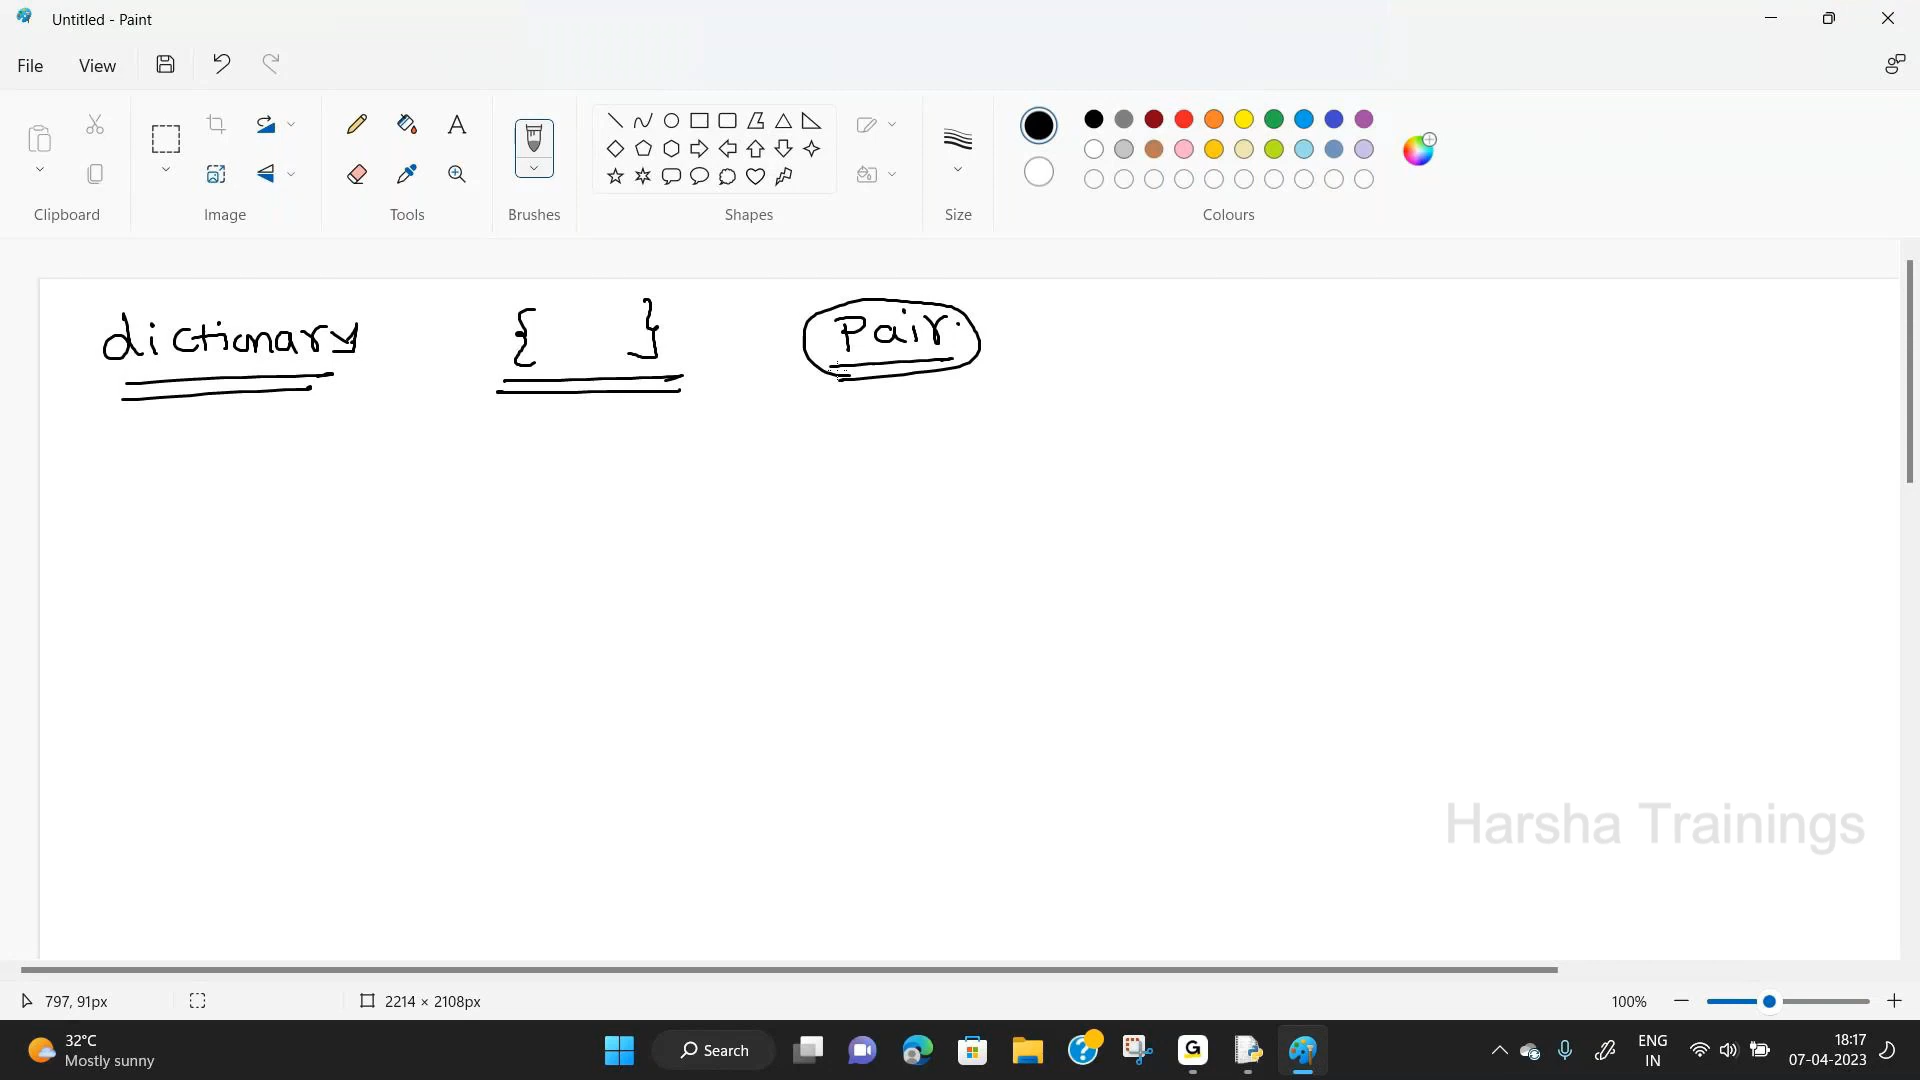 Untitled - Paint
File View
Clipboard Image Tools Brushes Shapes Size Colours
dictionary { } Pair.
Harsha Trainings
797, 91px 2214 × 2108px 100%
32°C
Mostly sunny
Search
ENG
IN
18:17
07-04-2023